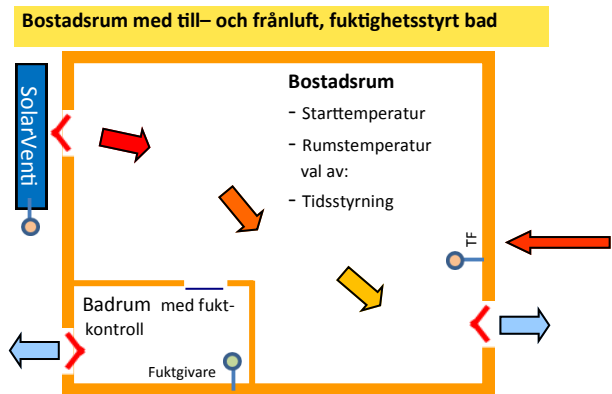 Bostadsrum med till– och frånluft, fuktighetsstyrt bad
SolarVenti
Bostadsrum
- Starttemperatur
- Rumstemperatur
val av:
- Tidsstyrning
TF
Badrum med fukt-
kontroll
Fuktgivare